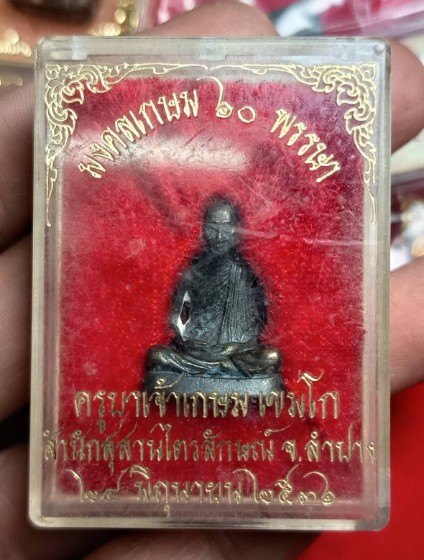 มงคลเกษม ๖๐ พรรษา
ครูบาเจ้าเกษม เขมโก
สำนักสุสานไตรลักษณ์ จ.ลำปาง
๒๘ มิถุนายน ๒๕๓๖